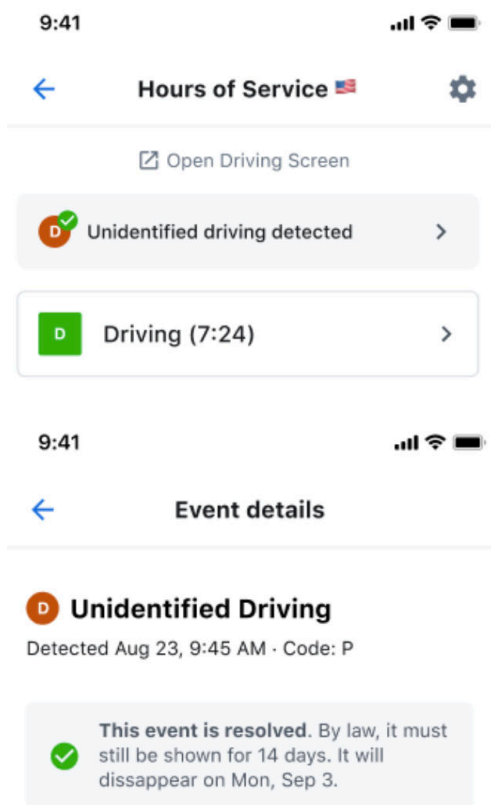 9:41
Hours of Service 🇺🇸
Open Driving Screen
D Unidentified driving detected
D Driving (7:24)
9:41
Event details
D Unidentified Driving
Detected Aug 23, 9:45 AM · Code: P
This event is resolved. By law, it must
still be shown for 14 days. It will
dissappear on Mon, Sep 3.